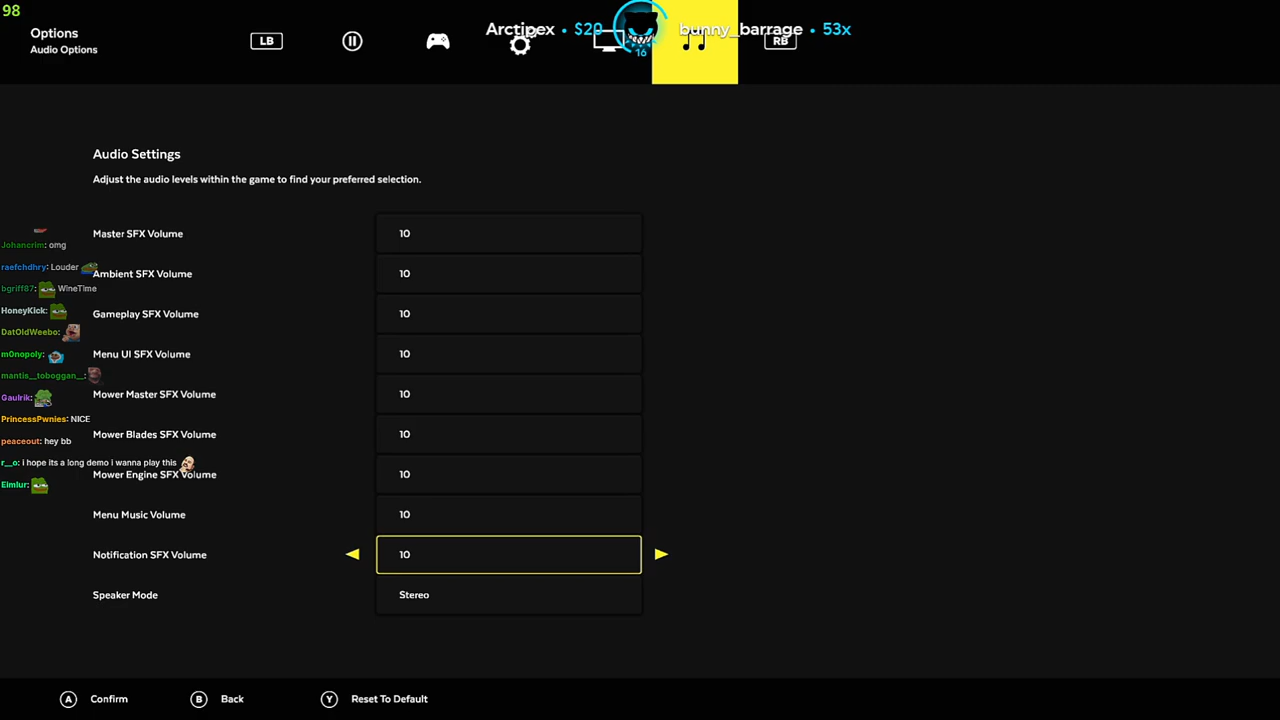 98
Options
Audio Options
LB
Arctipex • $20
16
bunny_barrage • 53x
RB
Audio Settings
Adjust the audio levels within the game to find your preferred selection.
Master SFX Volume 10
Johancrim: omg
raefchdhry: Louder
Ambient SFX Volume 10
bgriff87: WineTime
HoneyKick:
Gameplay SFX Volume 10
DatOldWeebo:
m0nopoly:
Menu UI SFX Volume 10
mantis__toboggan__:
Gaulrik:
Mower Master SFX Volume 10
PrincessPwnies: NICE
Mower Blades SFX Volume 10
peaceout: hey bb
r__o: i hope its a long demo i wanna play this
Mower Engine SFX Volume 10
Eimlur:
Menu Music Volume 10
Notification SFX Volume 10
Speaker Mode Stereo
A Confirm
B Back
Y Reset To Default